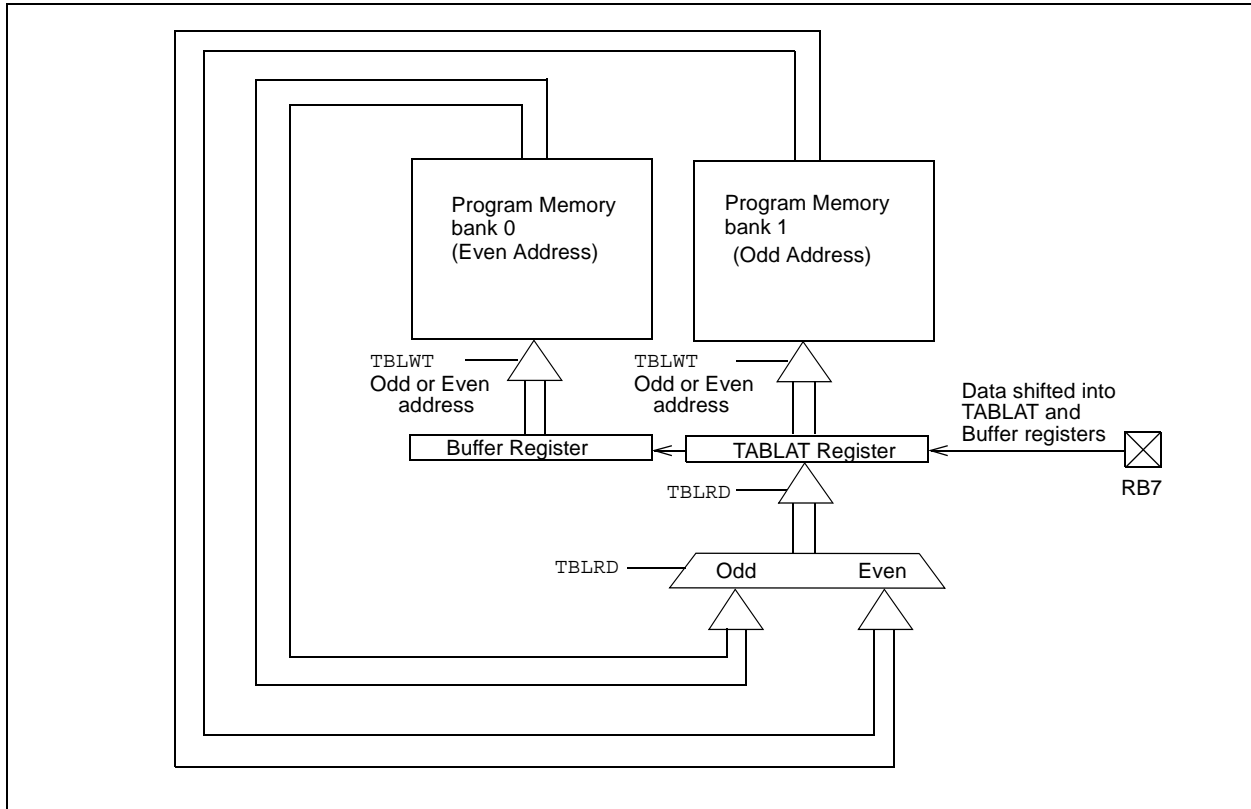 Program Memory
bank 0
(Even Address)
Program Memory
bank 1
(Odd Address)
TBLWT
Odd or Even
address
TBLWT
Odd or Even
address
Data shifted into
TABLAT and
Buffer registers
Buffer Register
TABLAT Register
RB7
TBLRD
TBLRD
Odd
Even